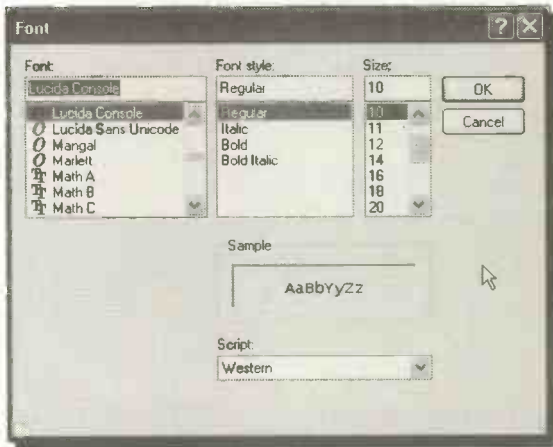 Font
Font: Font style: Size:
Lucida Console Regular 10 OK
Lucida Console Regular 10 Cancel
Lucida Sans Unicode Italic 11
Mangal Bold 12
Marlett Bold Italic 14
Math A 16
Math B 18
Math C 20
Sample
AaBbYyZz
Script:
Western